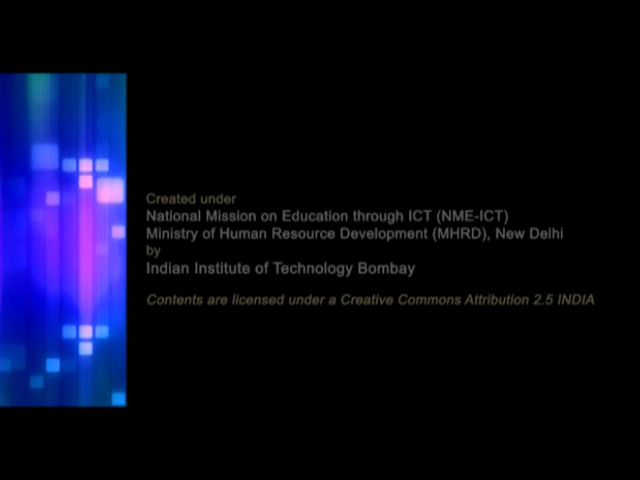 Created under
National Mission on Education through ICT (NME-ICT)
Ministry of Human Resource Development (MHRD), New Delhi
by
Indian Institute of Technology Bombay
Contents are licensed under a Creative Commons Attribution 2.5 INDIA